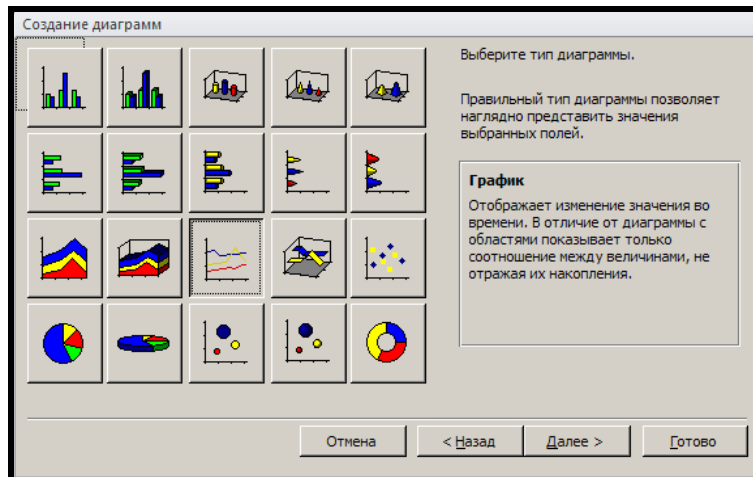 Создание диаграмм
Выберите тип диаграммы.
Правильный тип диаграммы позволяет
наглядно представить значения
выбранных полей.
График
Отображает изменение значения во
времени. В отличие от диаграммы с
областями показывает только
соотношение между величинами, не
отражая их накопления.
Отмена
< Назад
Далее >
Готово